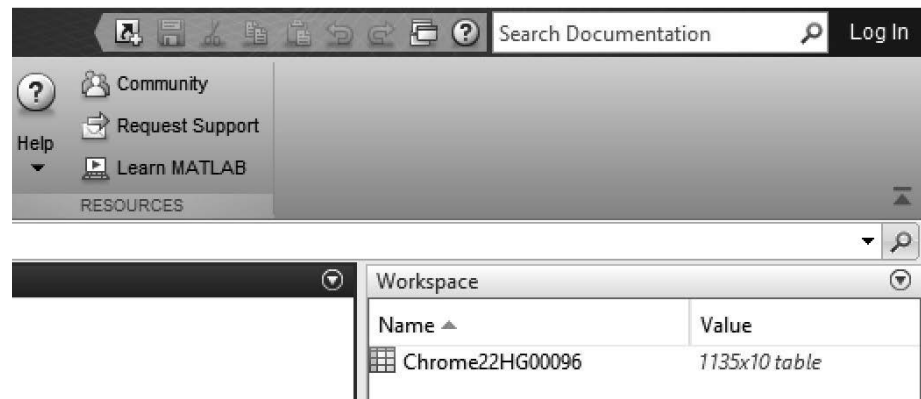 Search Documentation
Log In
Community
Request Support
Help
Learn MATLAB
RESOURCES
Workspace
Name Value
Chrome22HG00096 1135x10 table